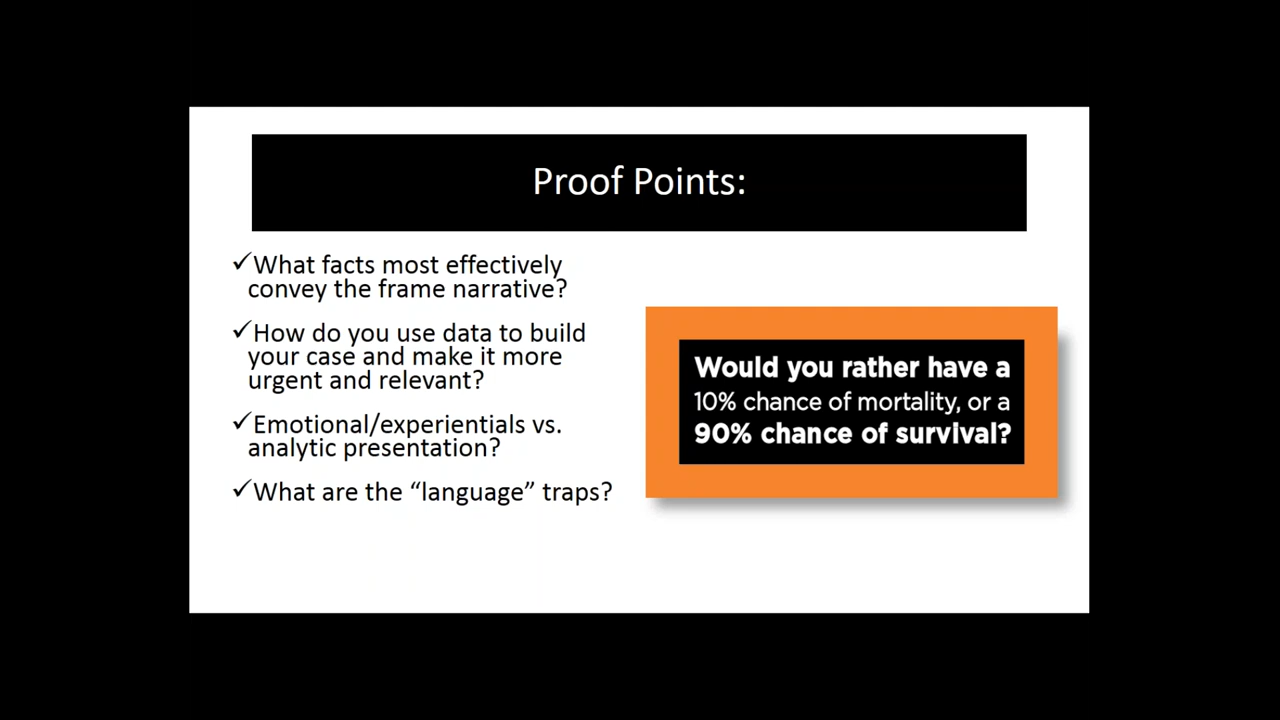 Proof Points:
✓What facts most effectively
convey the frame narrative?
✓How do you use data to build
your case and make it more
urgent and relevant?
✓Emotional/experientials vs.
analytic presentation?
✓What are the “language” traps?
Would you rather have a
10% chance of mortality, or a
90% chance of survival?